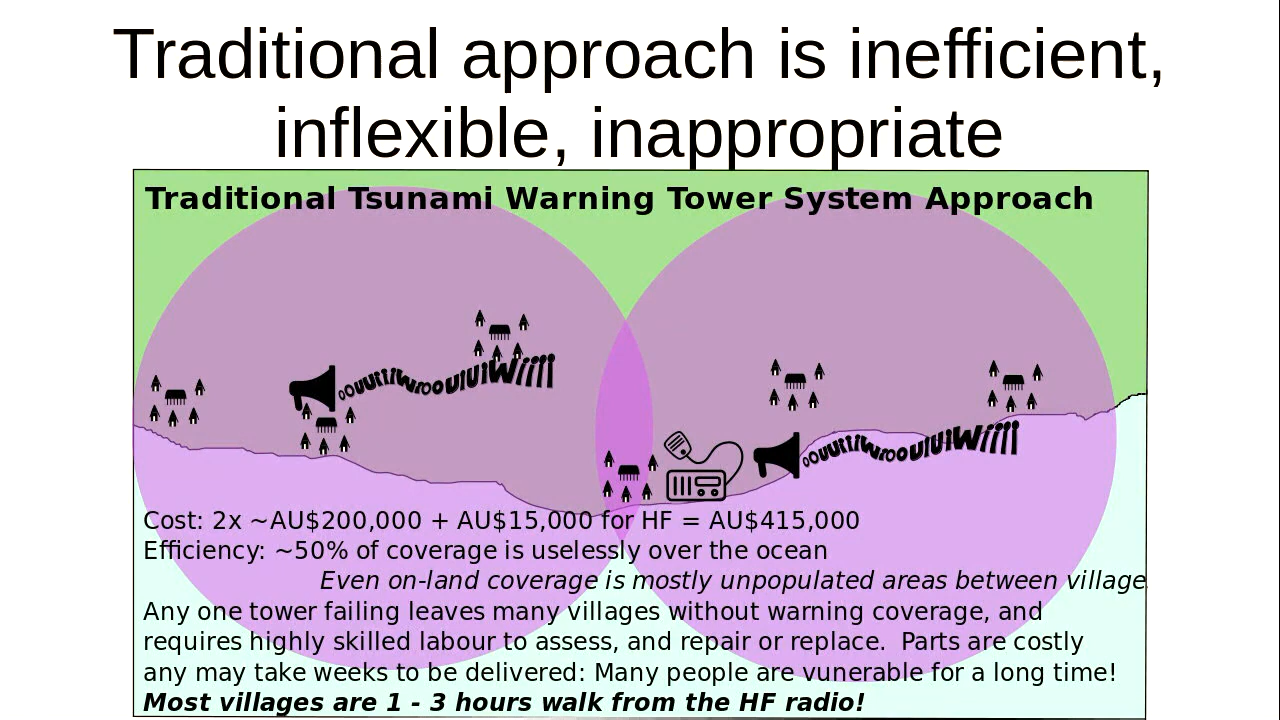 Traditional approach is inefficient,
inflexible, inappropriate
Traditional Tsunami Warning Tower System Approach
oouuiiiwrooUUUWiiii
oouuiiiwrooUUUWiiii
Cost: 2x ~AU$200,000 + AU$15,000 for HF = AU$415,000
Efficiency: ~50% of coverage is uselessly over the ocean
Even on-land coverage is mostly unpopulated areas between village
Any one tower failing leaves many villages without warning coverage, and
requires highly skilled labour to assess, and repair or replace.  Parts are costly
any may take weeks to be delivered: Many people are vunerable for a long time!
Most villages are 1 - 3 hours walk from the HF radio!